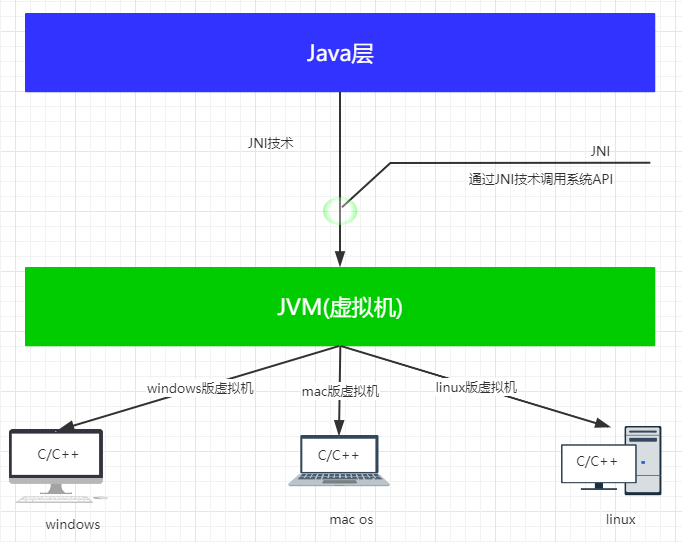 Java层
JNI技术
JNI
通过JNI技术调用系统API
JVM(虚拟机)
windows版虚拟机
mac版虚拟机
linux版虚拟机
C/C++
C/C++
C/C++
windows
mac os
linux